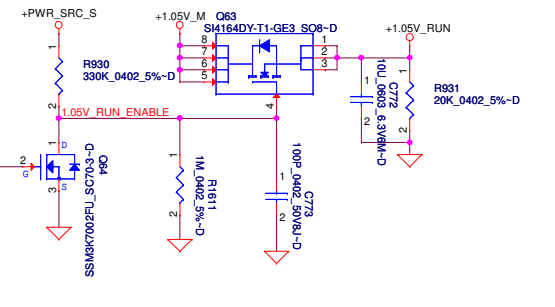 +PWR_SRC_S
+1.05V_M
Q63
SI4164DY-T1-GE3_SO8~D
+1.05V_RUN
8
7
6
5
1
2
3
4
1
R930
330K_0402_5%~D
2
1.05V_RUN_ENABLE
1
C772
10U_0603_6.3V6M~D
2
1
R931
20K_0402_5%~D
2
1
D
2
G
S
3
Q64
SSM3K7002FU_SC70-3~D
1
R1611
1M_0402_5%~D
2
1
C773
100P_0402_50V8J~D
2